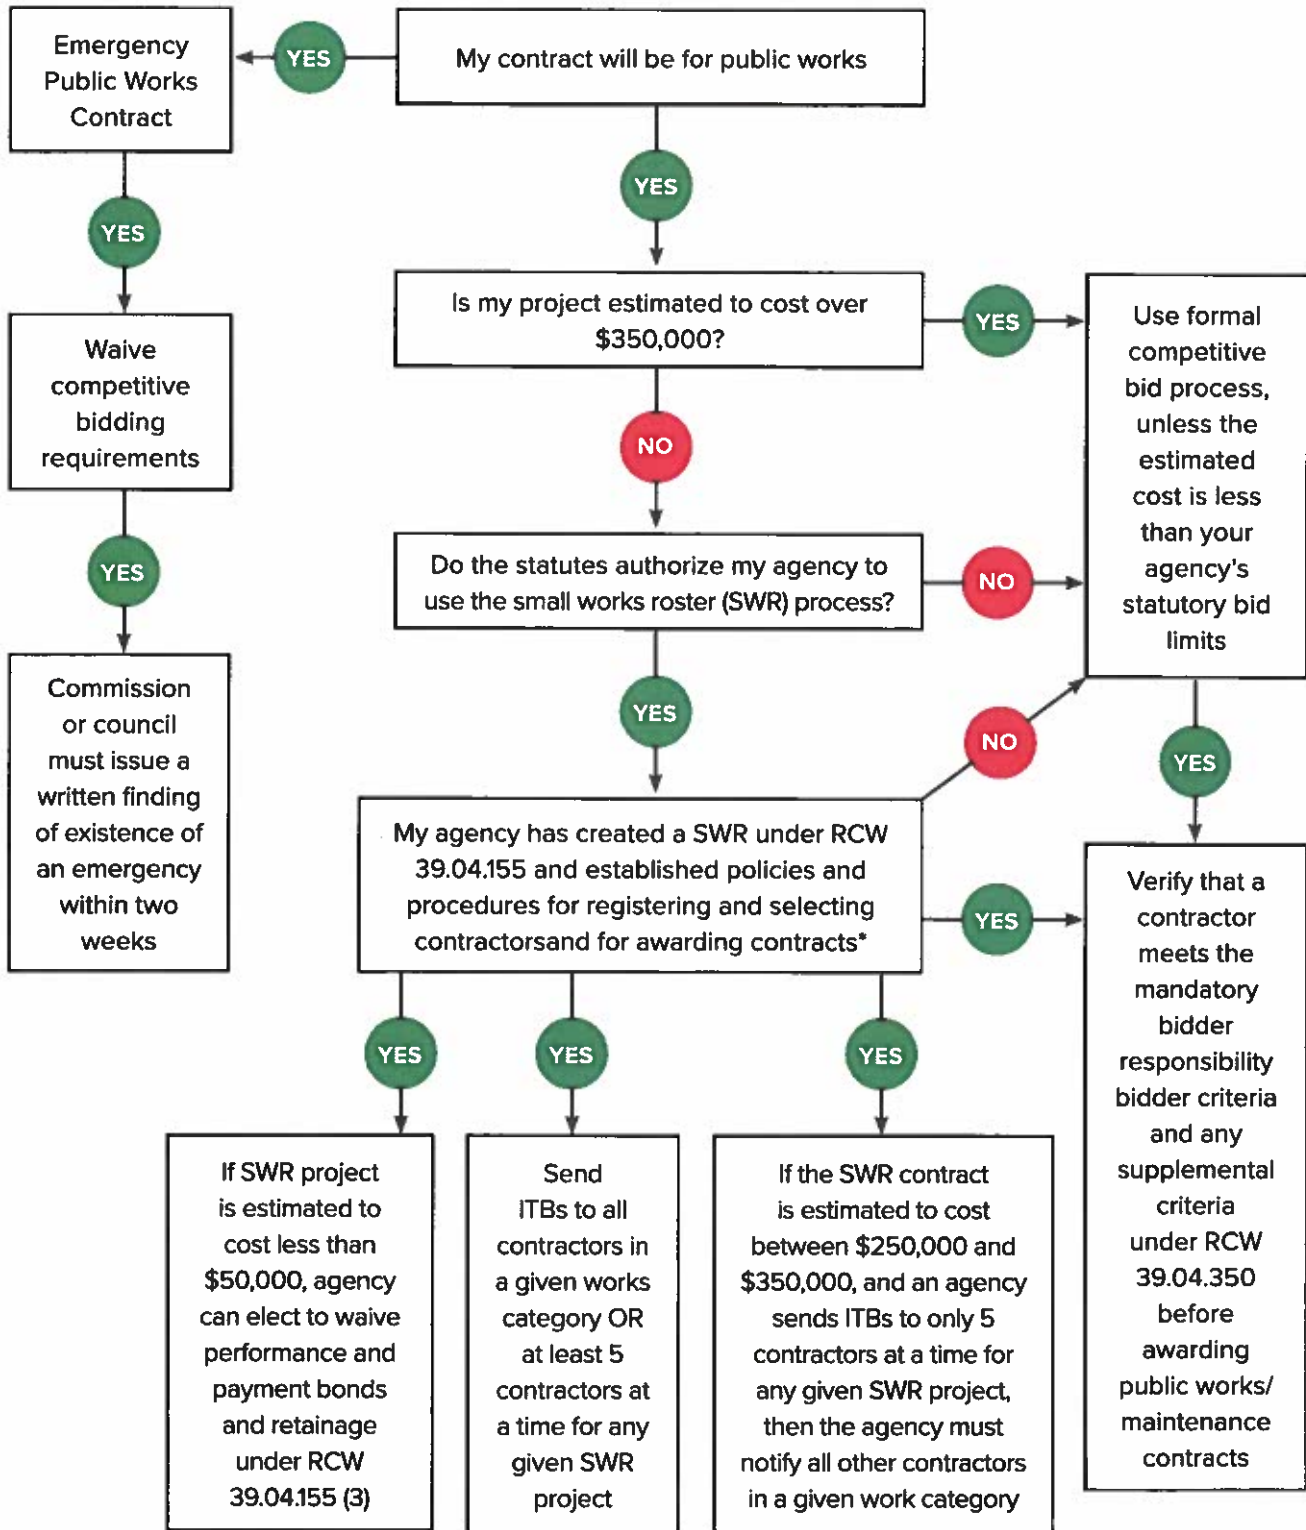 Emergency
Public Works
Contract
YES
My contract will be for public works
YES
YES
Is my project estimated to cost over
$350,000?
YES
Use formal
competitive
bid process,
unless the
estimated
cost is less
than your
agency's
statutory bid
limits
Waive
competitive
bidding
requirements
NO
YES
Do the statutes authorize my agency to
use the small works roster (SWR) process?
NO
Commission
or council
must issue a
written finding
of existence of
an emergency
within two
weeks
YES
NO
YES
My agency has created a SWR under RCW
39.04.155 and established policies and
procedures for registering and selecting
contractorsand for awarding contracts*
YES
Verify that a
contractor
meets the
mandatory
bidder
responsibility
bidder criteria
and any
supplemental
criteria
under RCW
39.04.350
before
awarding
public works/
maintenance
contracts
YES
YES
YES
If SWR project
is estimated to
cost less than
$50,000, agency
can elect to waive
performance and
payment bonds
and retainage
under RCW
39.04.155 (3)
Send
ITBs to all
contractors in
a given works
category OR
at least 5
contractors at
a time for any
given SWR
project
If the SWR contract
is estimated to cost
between $250,000 and
$350,000, and an agency
sends ITBs to only 5
contractors at a time for
any given SWR project,
then the agency must
notify all other contractors
in a given work category